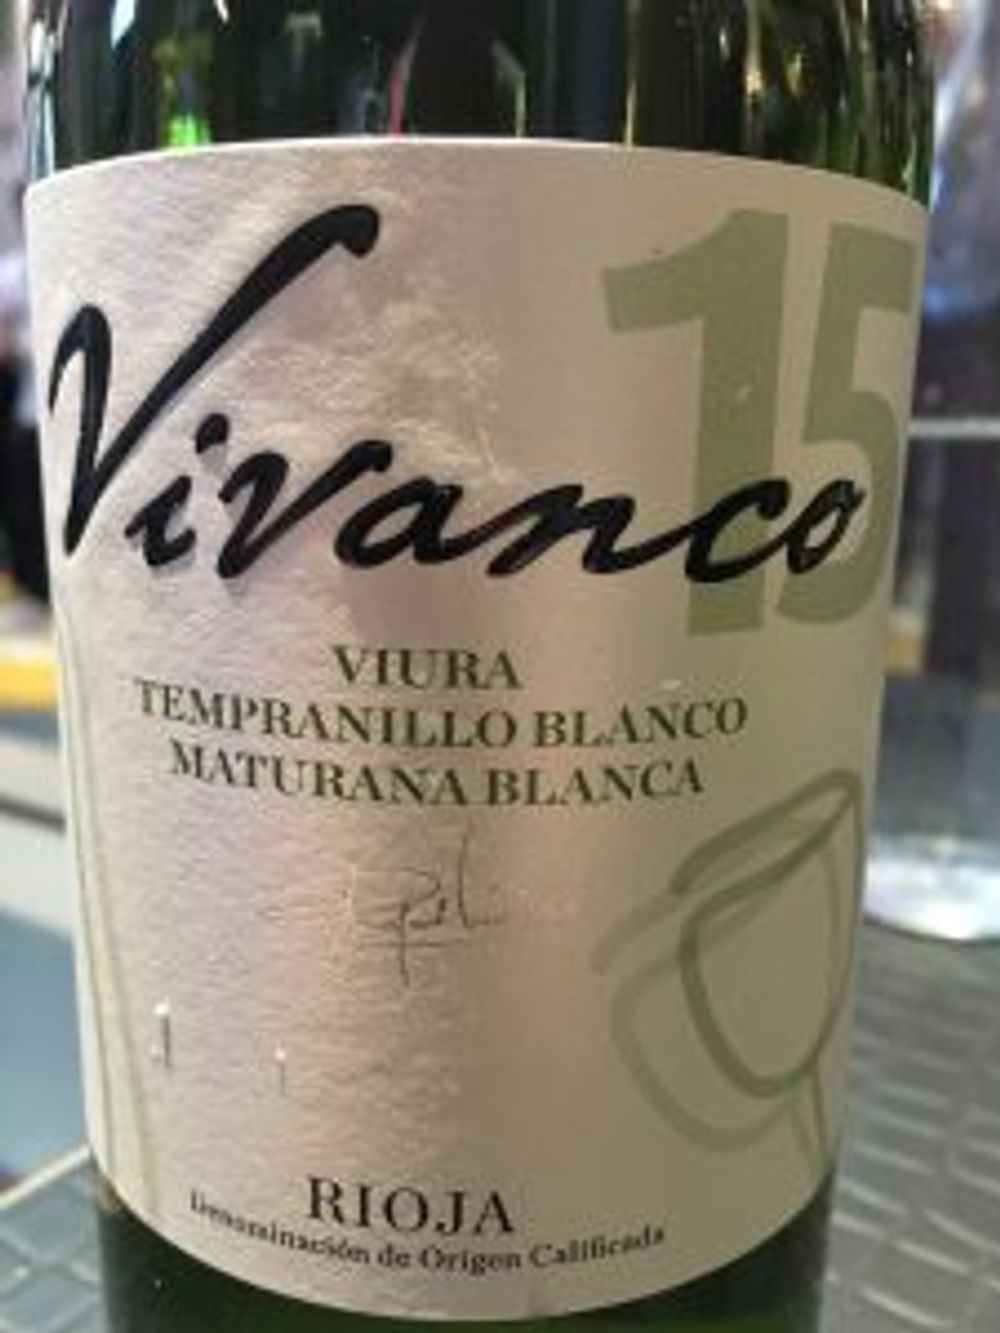 15
Vivanco
VIURA
TEMPRANILLO BLANCO
MATURANA BLANCA
RIOJA
Denominación de Origen Calificada